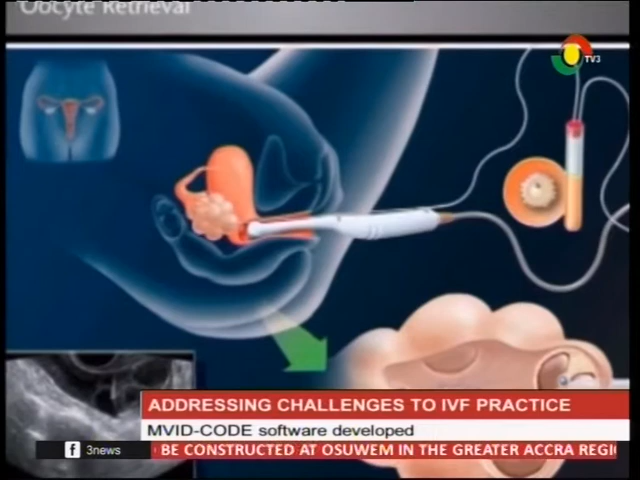 Oocyte Retrieval
TV3
ADDRESSING CHALLENGES TO IVF PRACTICE
MVID-CODE software developed
f 3news
BE CONSTRUCTED AT OSUWEM IN THE GREATER ACCRA REGI